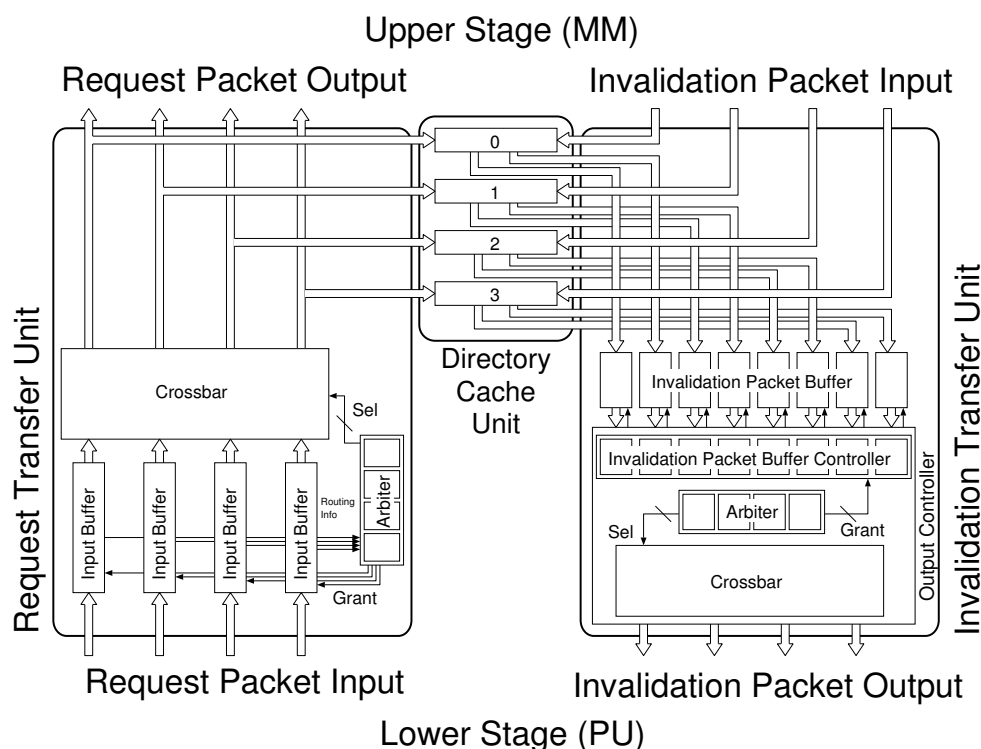 Upper Stage (MM)
Request Packet Output
Invalidation Packet Input
0
1
2
3
Directory
Cache
Unit
Request Transfer Unit
Crossbar
Sel
Arbiter
Routing
Info
Input Buffer
Input Buffer
Input Buffer
Input Buffer
Grant
Invalidation Packet Buffer
Invalidation Packet Buffer Controller
Arbiter
Sel
Grant
Crossbar
Output Controller
Invalidation Transfer Unit
Request Packet Input
Invalidation Packet Output
Lower Stage (PU)